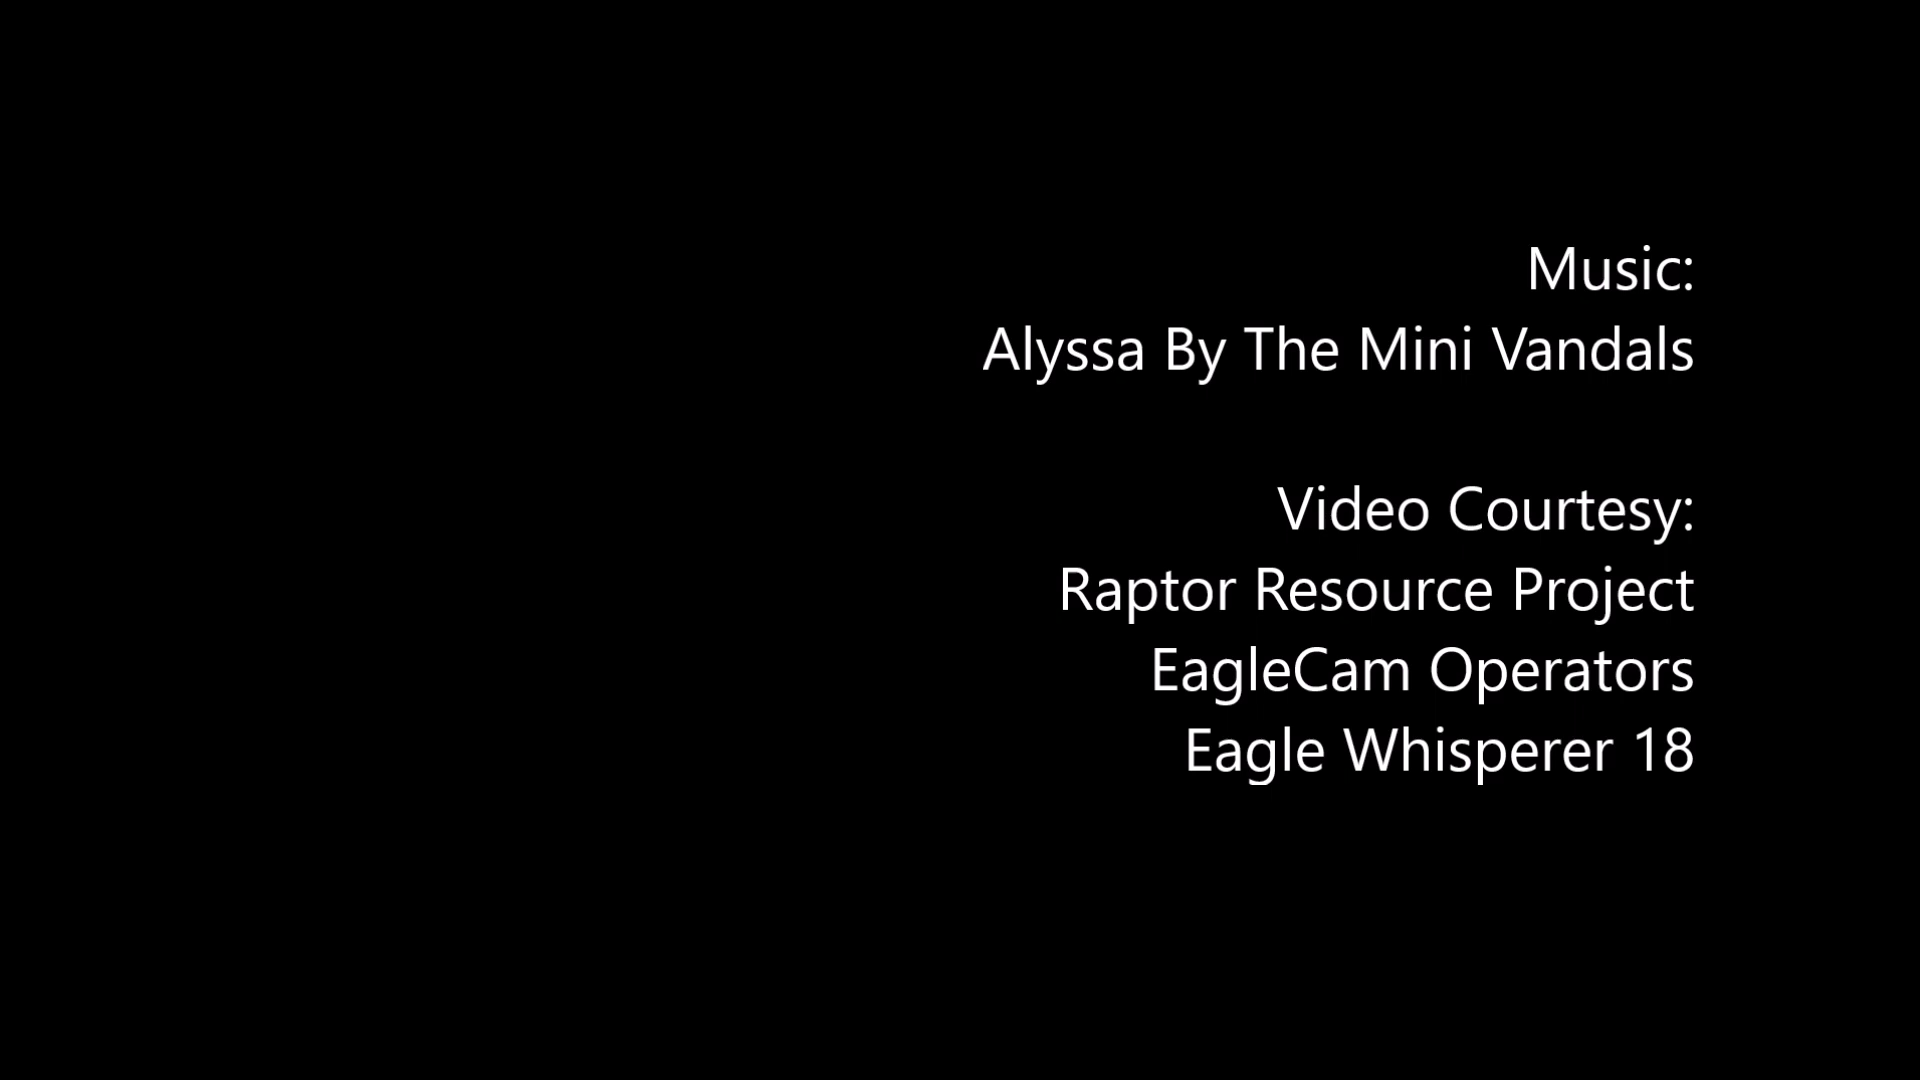 Music:
Alyssa By The Mini Vandals
Video Courtesy:
Raptor Resource Project
EagleCam Operators
Eagle Whisperer 18